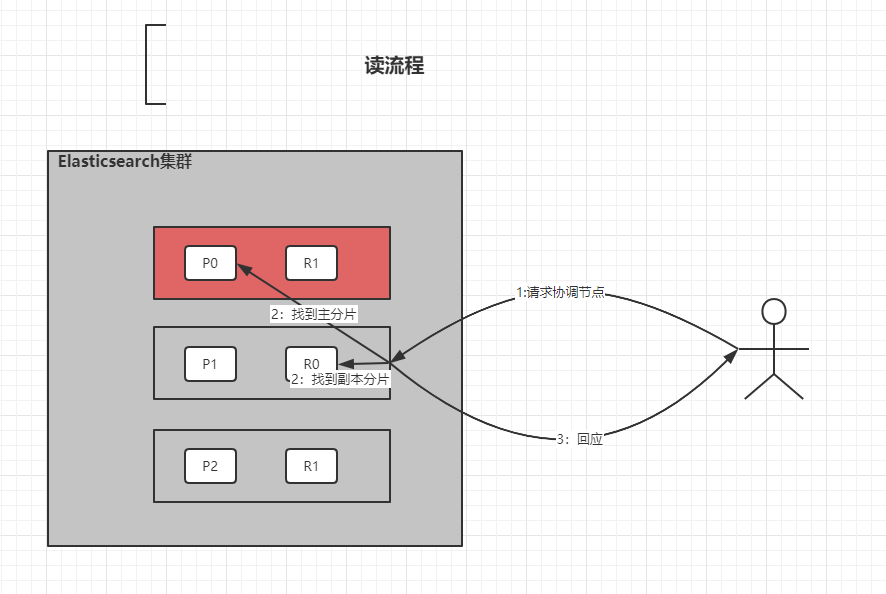 读流程
Elasticsearch集群
P0
R1
1:请求协调节点
2：找到主分片
P1
R0
2：找到副本分片
3：回应
P2
R1